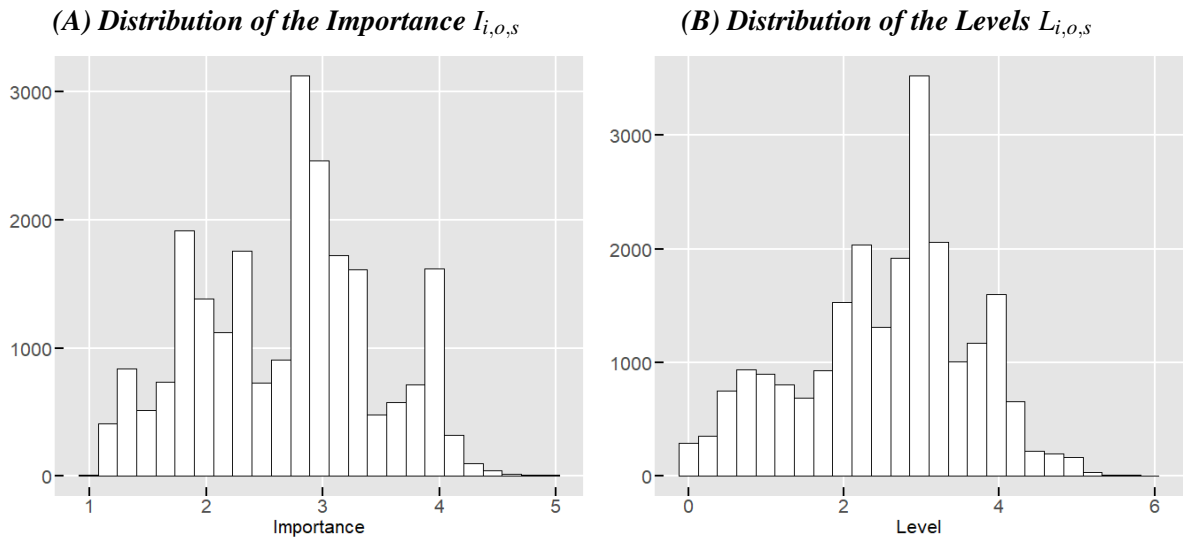 (A) Distribution of the Importance I_{i,o,s}
(B) Distribution of the Levels L_{i,o,s}
3000
2000
1000
0
1 2 3 4 5
Importance
3000
2000
1000
0
0 2 4 6
Level